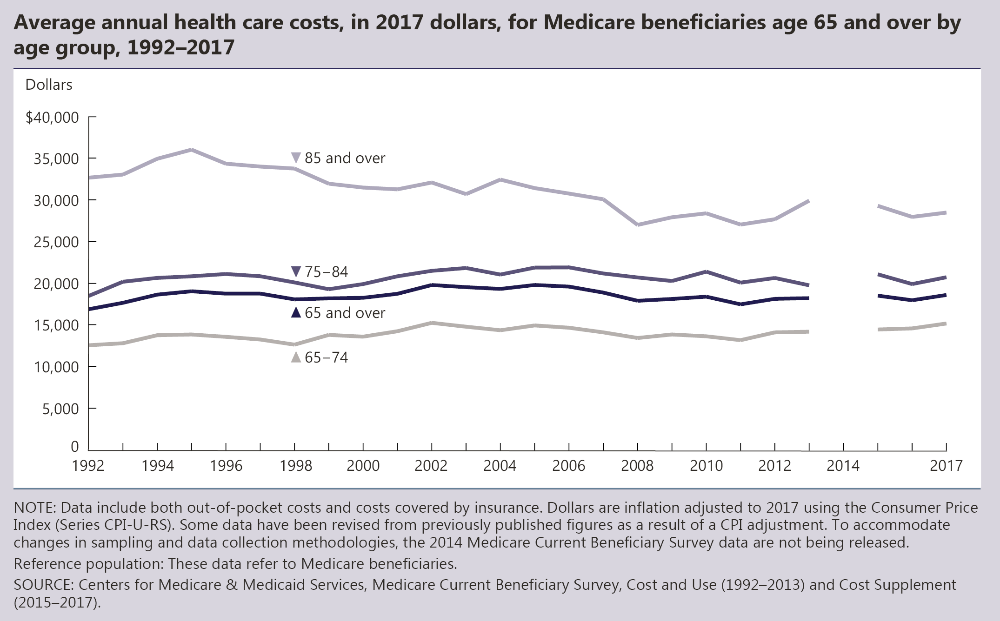 Average annual health care costs, in 2017 dollars, for Medicare beneficiaries age 65 and over by
age group, 1992–2017
Dollars
$40,000
35,000
30,000
25,000
20,000
15,000
10,000
5,000
0
▼ 85 and over
▼ 75–84
▲ 65 and over
▲ 65–74
1992 1994 1996 1998 2000 2002 2004 2006 2008 2010 2012 2014 2017
NOTE: Data include both out-of-pocket costs and costs covered by insurance. Dollars are inflation adjusted to 2017 using the Consumer Price
Index (Series CPI-U-RS). Some data have been revised from previously published figures as a result of a CPI adjustment. To accommodate
changes in sampling and data collection methodologies, the 2014 Medicare Current Beneficiary Survey data are not being released.
Reference population: These data refer to Medicare beneficiaries.
SOURCE: Centers for Medicare & Medicaid Services, Medicare Current Beneficiary Survey, Cost and Use (1992–2013) and Cost Supplement
(2015–2017).